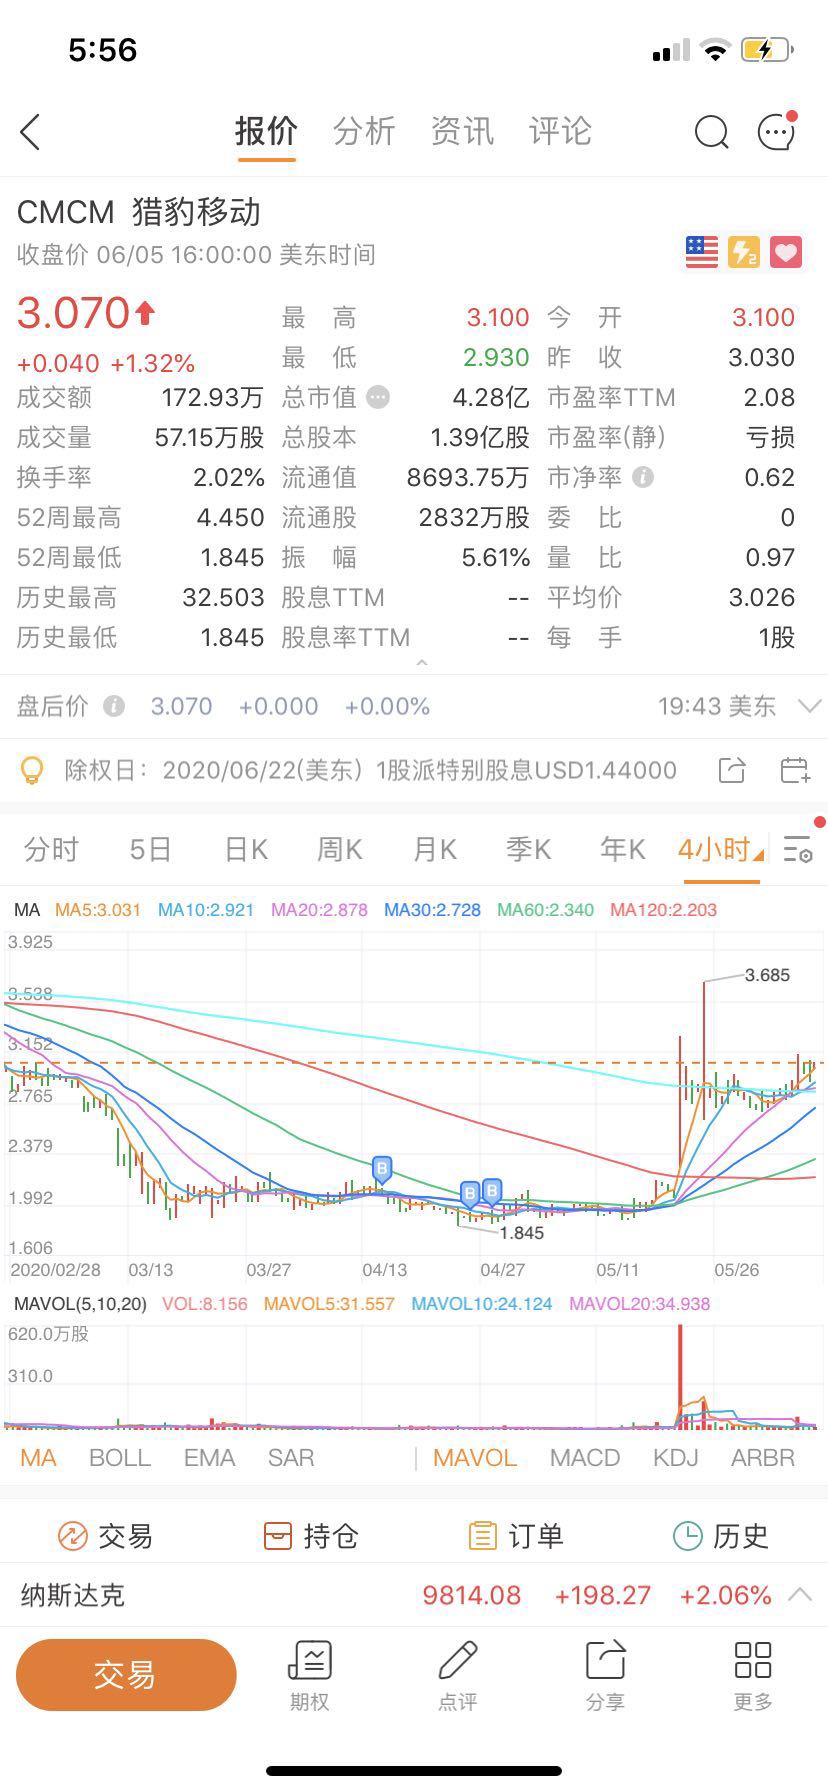 5:56
报价 分析 资讯 评论
CMCM 猎豹移动
收盘价 06/05 16:00:00 美东时间
3.070
+0.040 +1.32%
最高 3.100 今开 3.100
最低 2.930 昨收 3.030
成交额 172.93万 总市值 4.28亿 市盈率TTM 2.08
成交量 57.15万股 总股本 1.39亿股 市盈率(静) 亏损
换手率 2.02% 流通值 8693.75万 市净率 0.62
52周最高 4.450 流通股 2832万股 委比 0
52周最低 1.845 振幅 5.61% 量比 0.97
历史最高 32.503 股息TTM -- 平均价 3.026
历史最低 1.845 股息率TTM -- 每手 1股
盘后价 3.070 +0.000 +0.00% 19:43 美东
除权日：2020/06/22(美东) 1股派特别股息USD1.44000
分时 5日 日K 周K 月K 季K 年K 4小时
MA MA5:3.031 MA10:2.921 MA20:2.878 MA30:2.728 MA60:2.340 MA120:2.203
3.925
3.685
3.538
3.152
2.765
2.379
B
B B
1.992
1.845
1.606
2020/02/28 03/13 03/27 04/13 04/27 05/11 05/26
MAVOL(5,10,20) VOL:8.156 MAVOL5:31.557 MAVOL10:24.124 MAVOL20:34.938
620.0万股
310.0
MA BOLL EMA SAR MAVOL MACD KDJ ARBR
交易 持仓 订单 历史
纳斯达克 9814.08 +198.27 +2.06%
交易 期权 点评 分享 更多